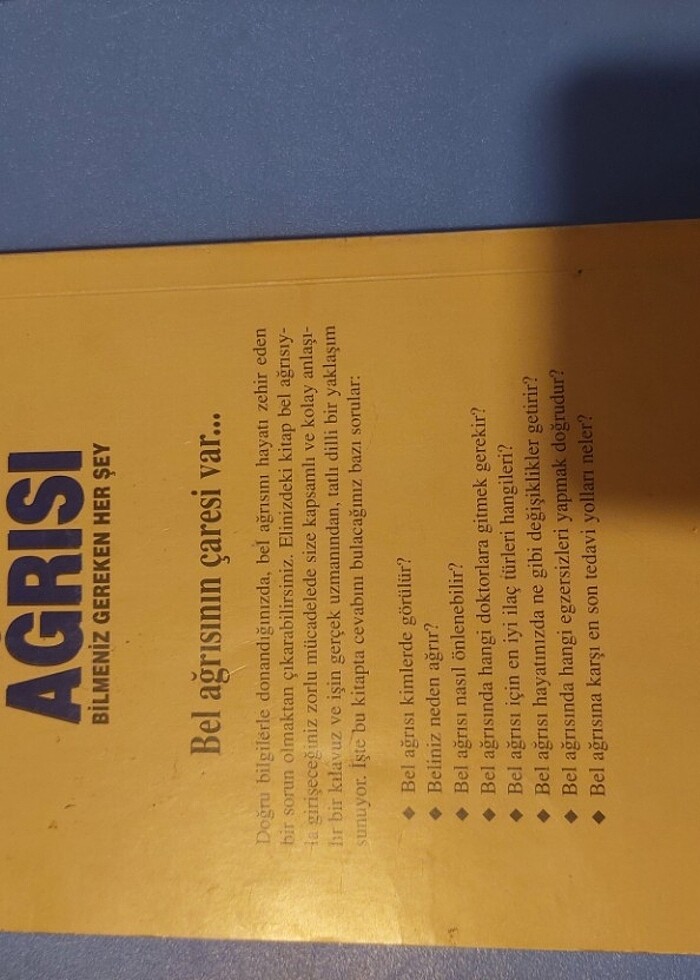 AĞRISI
BİLMENİZ GEREKEN HER ŞEY
Bel ağrısının çaresi var...
Doğru bilgilerle donandığınızda, bel ağrısını hayatı zehir eden
bir sorun olmaktan çıkarabilirsiniz. Elinizdeki kitap bel ağrısıy-
la girişeceğiniz zorlu mücadelede size kapsamlı ve kolay anlaşı-
lır bir kılavuz ve işin gerçek uzmanından, tatlı dilli bir yaklaşım
sunuyor. İşte bu kitapta cevabını bulacağınız bazı sorular:
◆ Bel ağrısı kimlerde görülür?
◆ Beliniz neden ağrır?
◆ Bel ağrısı nasıl önlenebilir?
◆ Bel ağrısında hangi doktorlara gitmek gerekir?
◆ Bel ağrısı için en iyi ilaç türleri hangileri?
◆ Bel ağrısı hayatınızda ne gibi değişiklikler getirir?
◆ Bel ağrısında hangi egzersizleri yapmak doğrudur?
◆ Bel ağrısına karşı en son tedavi yolları neler?